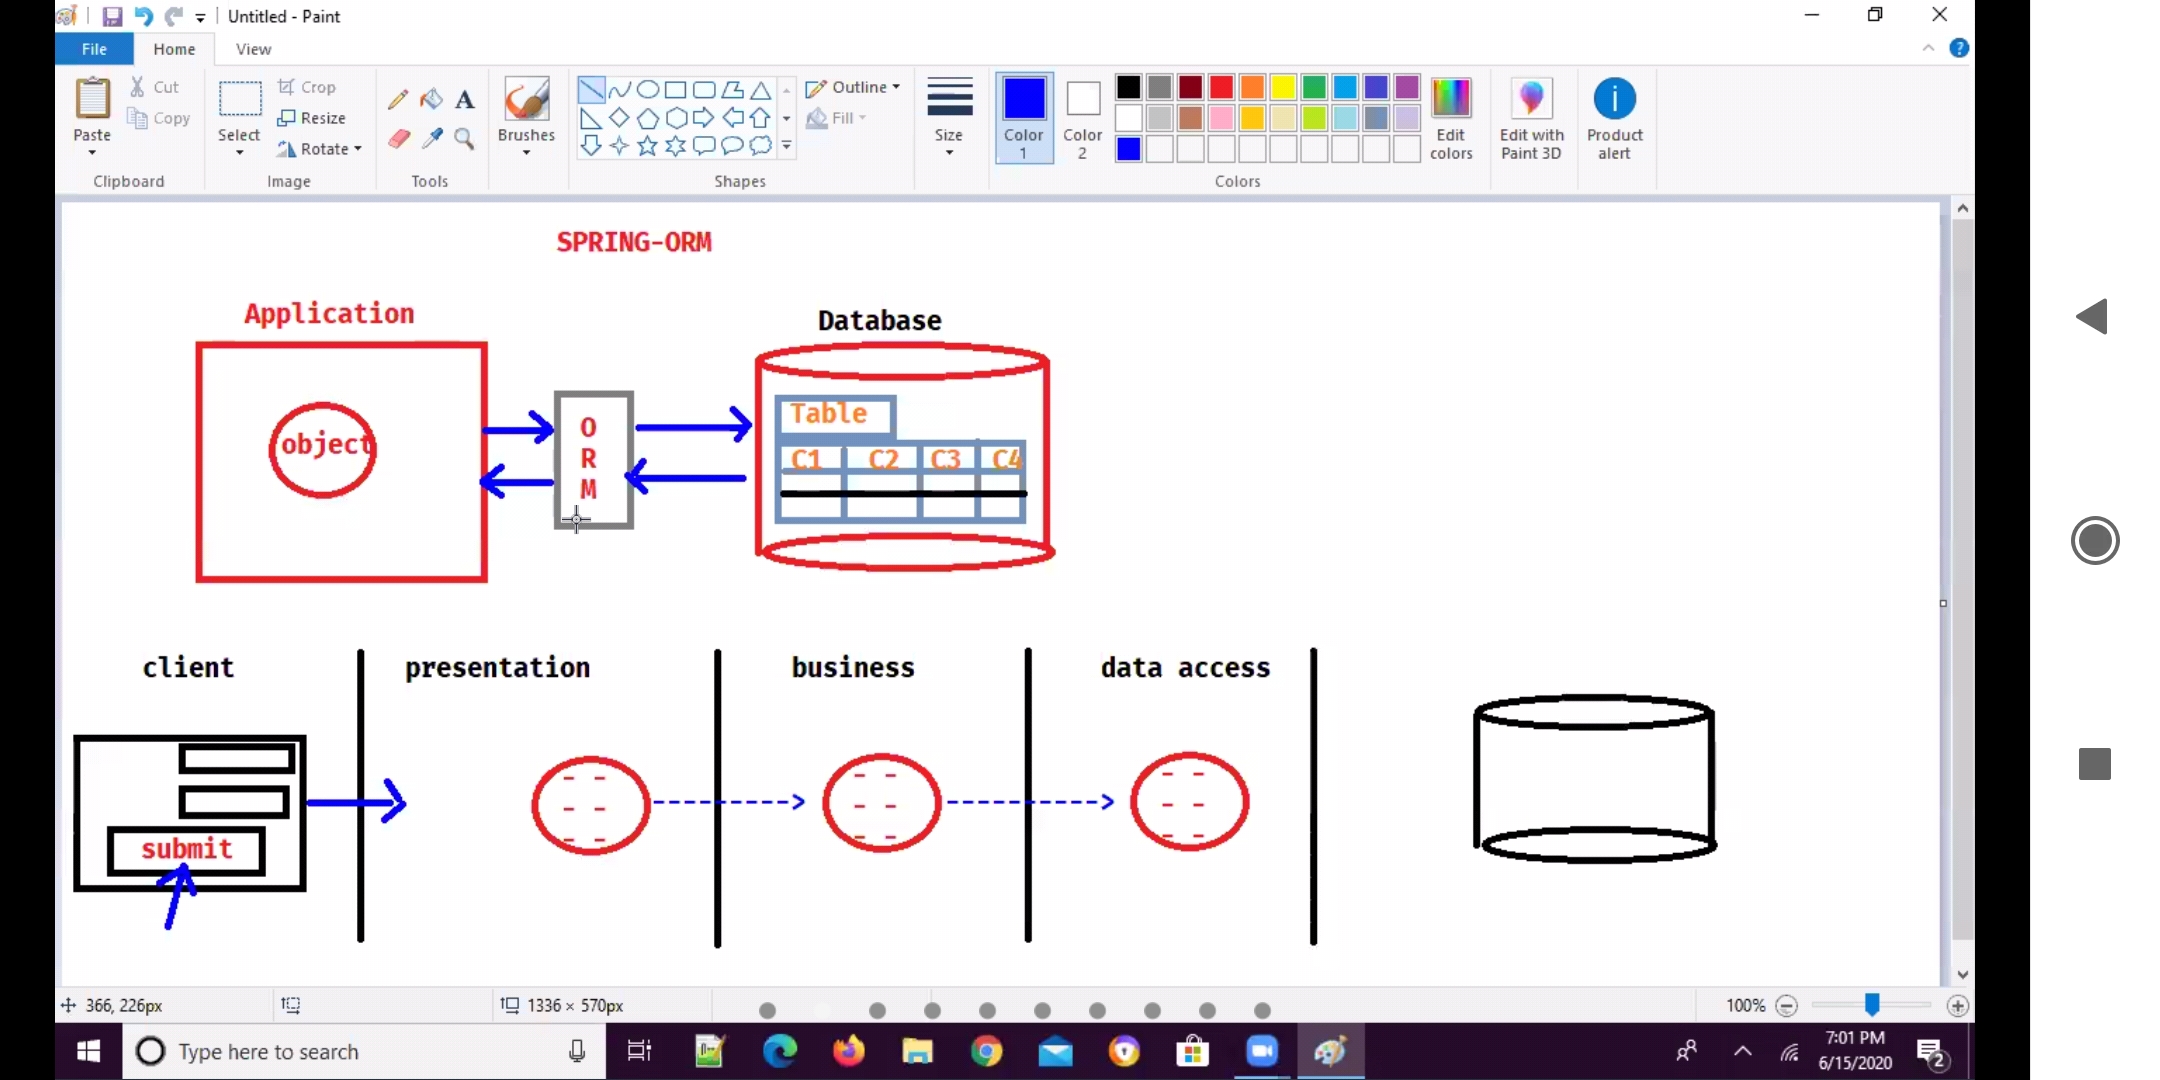 Untitled - Paint
File Home View
Paste
Cut
Copy
Clipboard
Select
Crop
Resize
Rotate
Image
A
Tools
Brushes
Shapes
Outline
Fill
Size
Color 1
Color 2
Edit colors
Colors
Edit with Paint 3D
Product alert
SPRING-ORM
Application
Database
object
O
R
M
Table
C1 C2 C3 C4
client presentation business data access
submit
366, 226px
1336 × 570px
100%
Type here to search
7:01 PM
6/15/2020
2